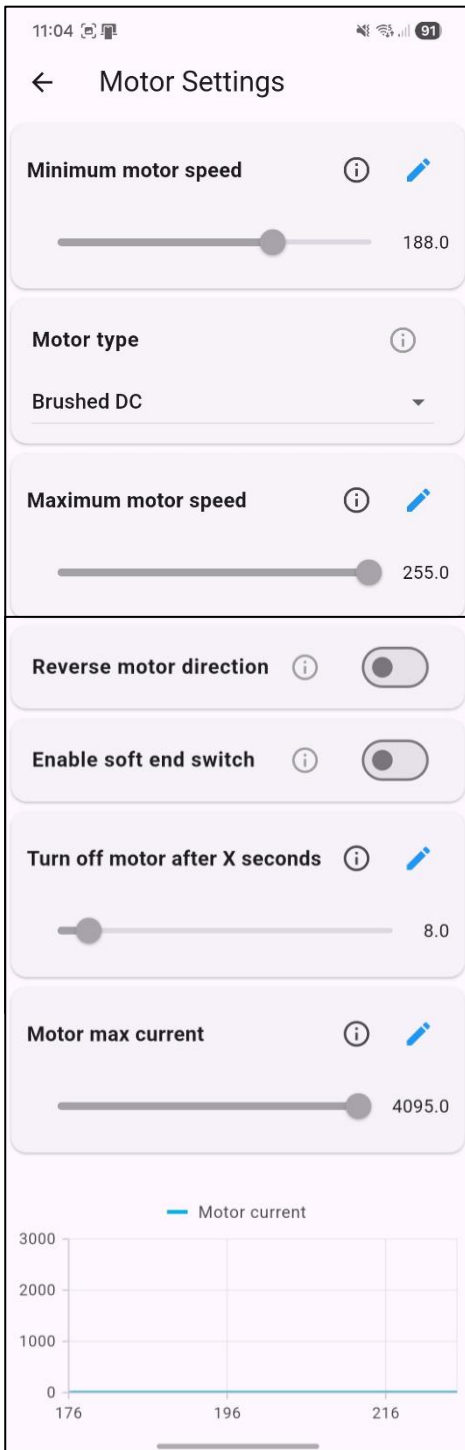 11:04 91
Motor Settings
Minimum motor speed
188.0
Motor type
Brushed DC
Maximum motor speed
255.0
Reverse motor direction
Enable soft end switch
Turn off motor after X seconds
8.0
Motor max current
4095.0
Motor current
3000
2000
1000
0
176 196 216